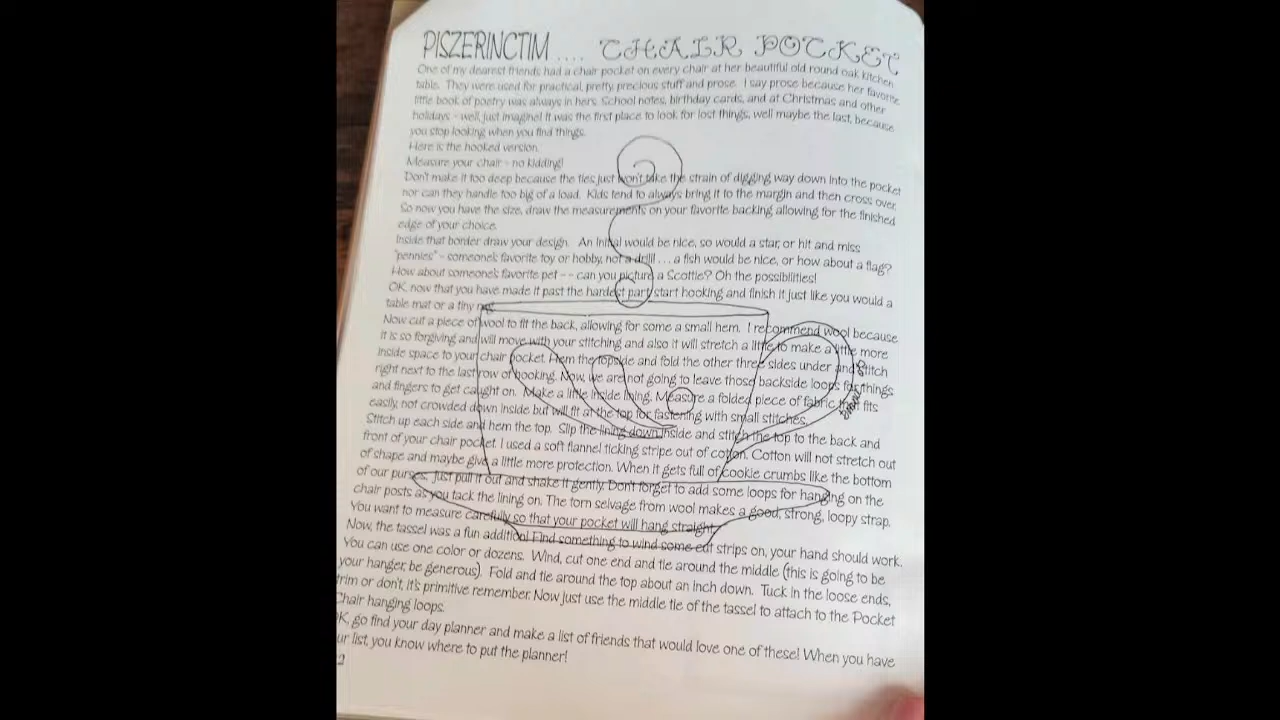 PISZERINCTIM .... CHAIR POCKET
One of my dearest friends had a chair pocket on every chair at her beautiful old round oak kitchen
table. They were used for practical, pretty, precious stuff and prose. I say prose because her favorite
little book of poetry was always in hers. School notes, birthday cards, and at Christmas and other
holidays - well, just imagine! It was the first place to look for lost things, well maybe the last, because
you stop looking when you find things.
Here is the hooked version.
Measure your chair - no kidding!
Don't make it too deep because the ties just won't take the strain of digging way down into the pocket
nor can they handle too big of a load. Kids tend to always bring it to the margin and then cross over.
So now you have the size, draw the measurements on your favorite backing allowing for the finished
edge of your choice.
Inside that border draw your design. An initial would be nice, so would a star, or hit and miss
"pennies" - someone's favorite toy or hobby, not a drill! ... a fish would be nice, or how about a flag?
How about someone's favorite pet - - can you picture a Scottie? Oh the possibilities!
OK now that you have made it past the hardest part start hooking and finish it just like you would a
table mat or a tiny rug.
Now cut a piece of wool to fit the back, allowing for some a small hem. I recommend wool because
it is so forgiving and will move with your stitching and also it will stretch a little to make a little more
inside space to your chair pocket. Hem the topside and fold the other three sides under and stitch
right next to the last row of hooking. Now, we are not going to leave those backside loops for things
and fingers to get caught on. Make a little inside lining. Measure a folded piece of fabric that fits
easily, not crowded down inside but will fit at the top for fastening with small stitches.
Stitch up each side and hem the top. Slip the lining down inside and stitch the top to the back and
front of your chair pocket. I used a soft flannel ticking stripe out of cotton. Cotton will not stretch out
of shape and maybe give a little more protection. When it gets full of cookie crumbs like the bottom
of our purses, just pull it out and shake it gently. Don't forget to add some loops for hanging on the
chair posts as you tack the lining on. The torn selvage from wool makes a good, strong, loopy strap.
You want to measure carefully so that your pocket will hang straight.
Now, the tassel was a fun addition! Find something to wind some cut strips on, your hand should work.
You can use one color or dozens. Wind, cut one end and tie around the middle (this is going to be
your hanger, be generous). Fold and tie around the top about an inch down. Tuck in the loose ends,
trim or don't, it's primitive remember. Now just use the middle tie of the tassel to attach to the Pocket
Chair hanging loops.
OK, go find your day planner and make a list of friends that would love one of these! When you have
ur list, you know where to put the planner!
2